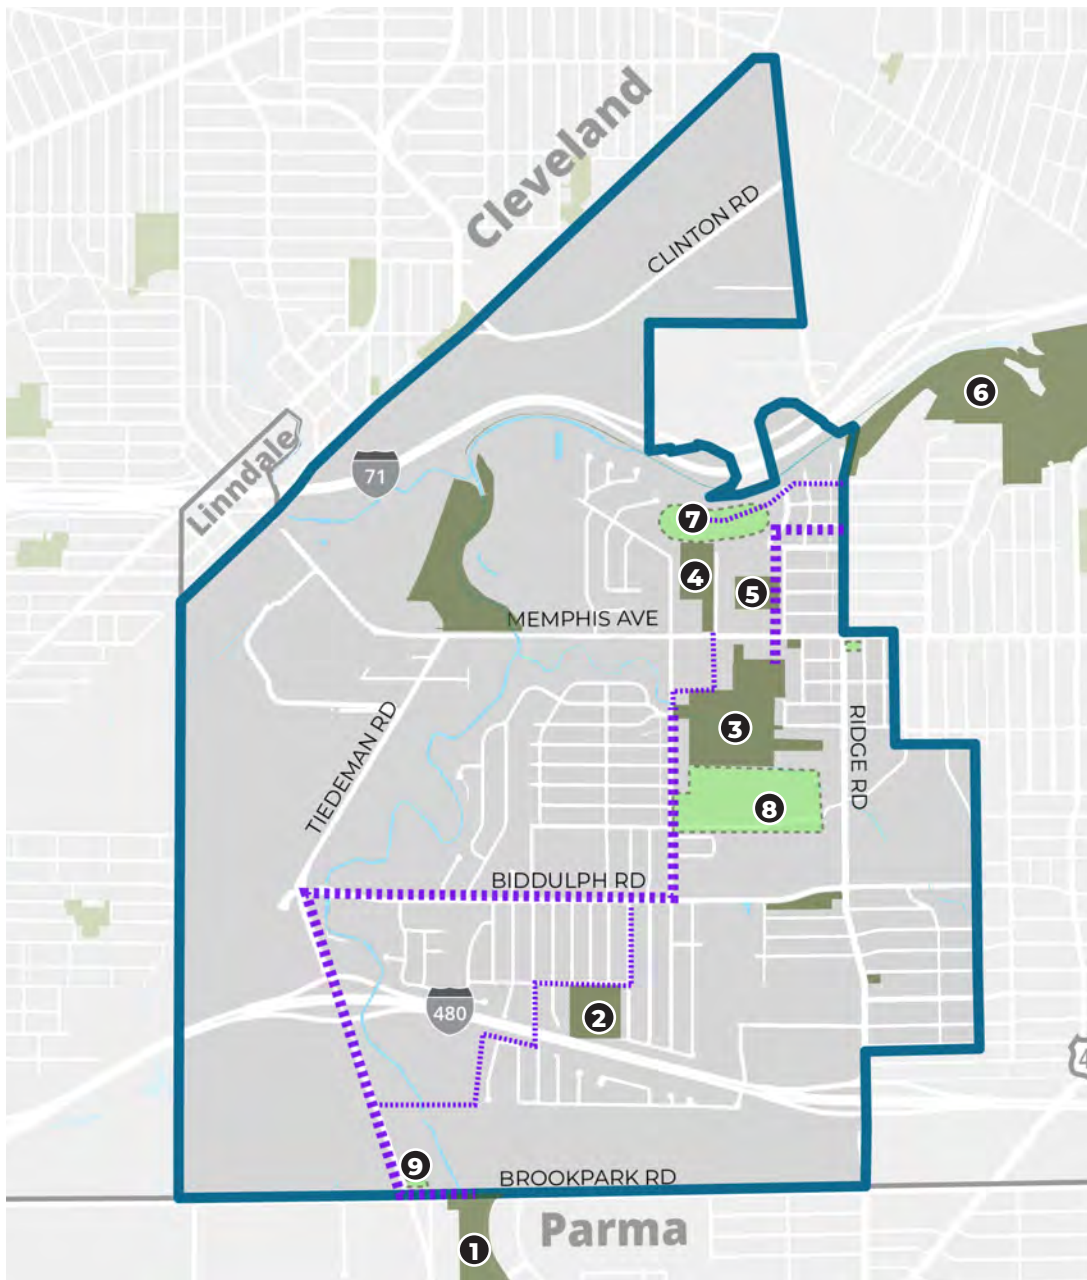 Cleveland
CLINTON RD
6
71
Linndale
7
4
5
MEMPHIS AVE
3
RIDGE RD
TIEDEMAN RD
8
BIDDULPH RD
480
2
4
9
BROOKPARK RD
Parma
1